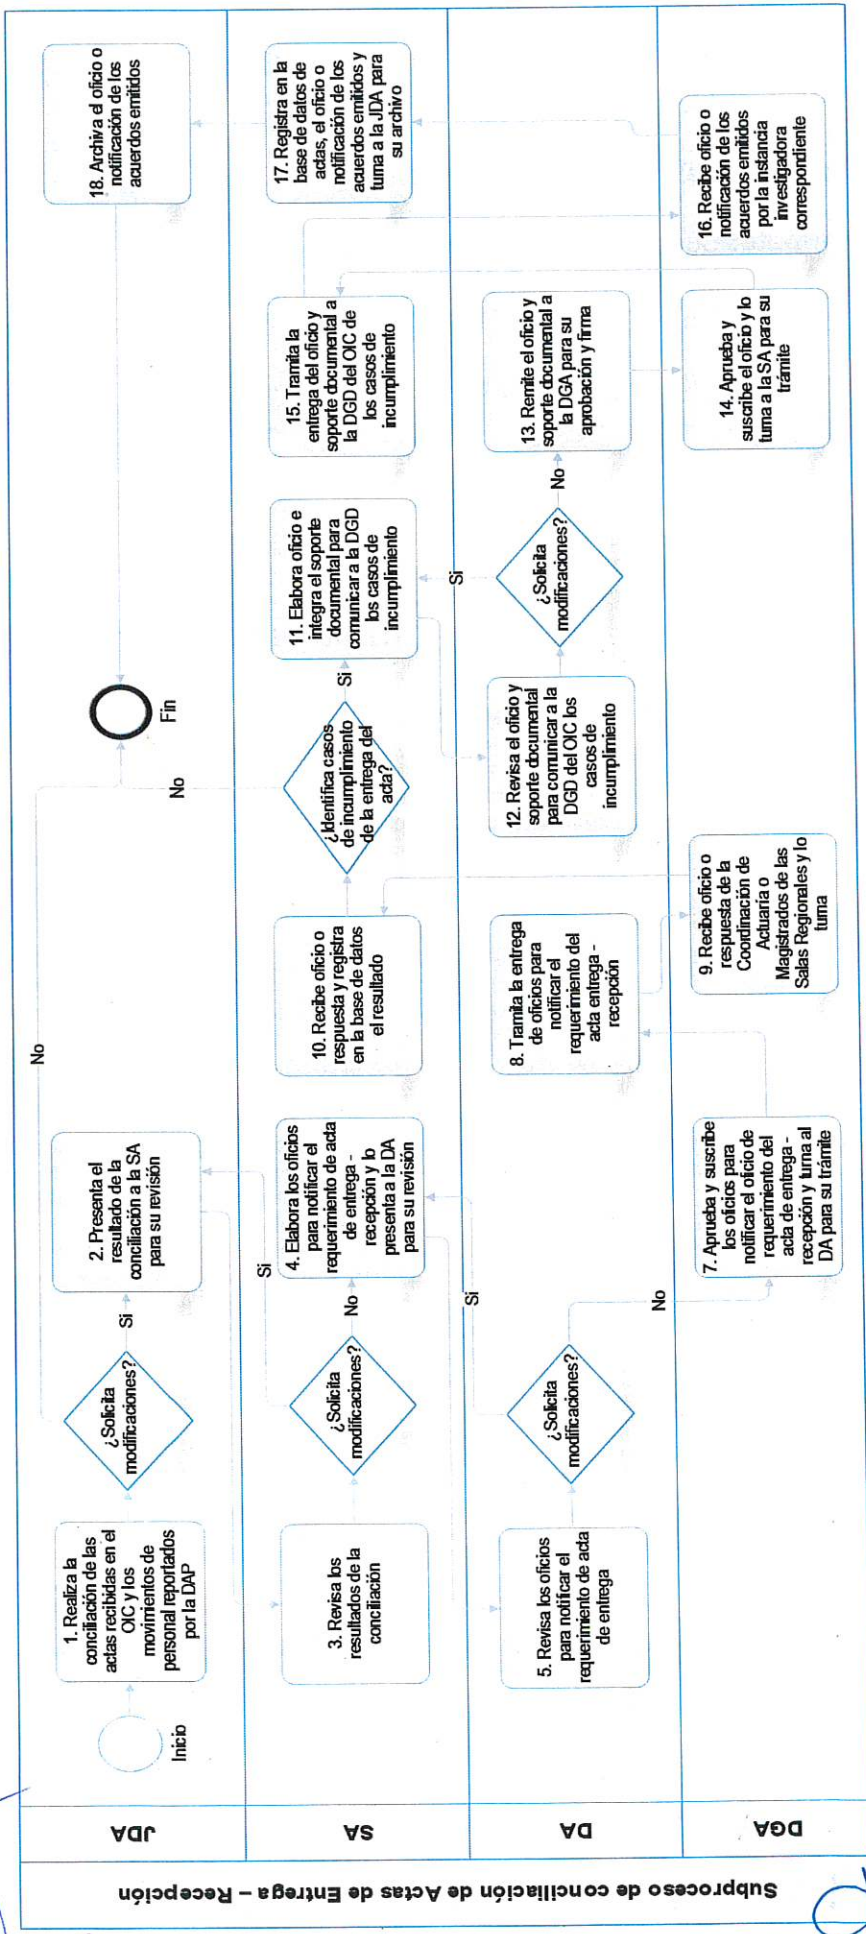 Subproceso de conciliación de Actas de Entrega – Recepción
JDA
SA
DA
DGA
Inicio
1. Realiza la
conciliación de las
actas recibidas en el
OIC y los
movimientos de
personal reportados
por la DAP
¿Solicita
modificaciones?
Si
No
2. Presenta el
resultado de la
conciliación a la SA
para su revisión
3. Revisa los
resultados de la
conciliación
¿Solicita
modificaciones?
Si
No
4. Elabora los oficios
para notificar el
requerimiento de acta
de entrega –
recepción y lo
presenta a la DA
para su revisión
5. Revisa los oficios
para notificar el
requerimiento de acta
de entrega
¿Solicita
modificaciones?
Si
No
7. Aprueba y suscribe
los oficios para
notificar el oficio de
requerimiento del
acta de entrega -
recepción y turna al
DA para su trámite
8. Tramita la entrega
de oficios para
notificar el
requerimiento del
acta entrega -
recepción
9. Recibe oficio o
respuesta de la
Coordinación de
Actuaría o
Magistrados de las
Salas Regionales y lo
turna
10. Recibe oficio o
respuesta y registra
en la base de datos
el resultado
¿Identifica casos
de incumplimiento
de la entrega del
acta?
No
Si
Fin
11. Elabora oficio e
integra el soporte
documental para
comunicar a la DGD
los casos de
incumplimiento
12. Revisa el oficio y
soporte documental
para comunicar a la
DGD del OIC los
casos de
incumplimiento
¿Solicita
modificaciones?
Si
No
13. Remite el oficio y
soporte documental a
la DGA para su
aprobación y firma
14. Aprueba y
suscribe el oficio y lo
turna a la SA para su
trámite
15. Tramita la
entrega del oficio y
soporte documental a
la DGD del OIC de
los casos de
incumplimiento
16. Recibe oficio o
notificación de los
acuerdos emitidos
por la instancia
investigadora
correspondiente
17. Registra en la
base de datos de
actas, el oficio o
notificación de los
acuerdos emitidos y
turna a la JDA para
su archivo
18. Archiva el oficio o
notificación de los
acuerdos emitidos